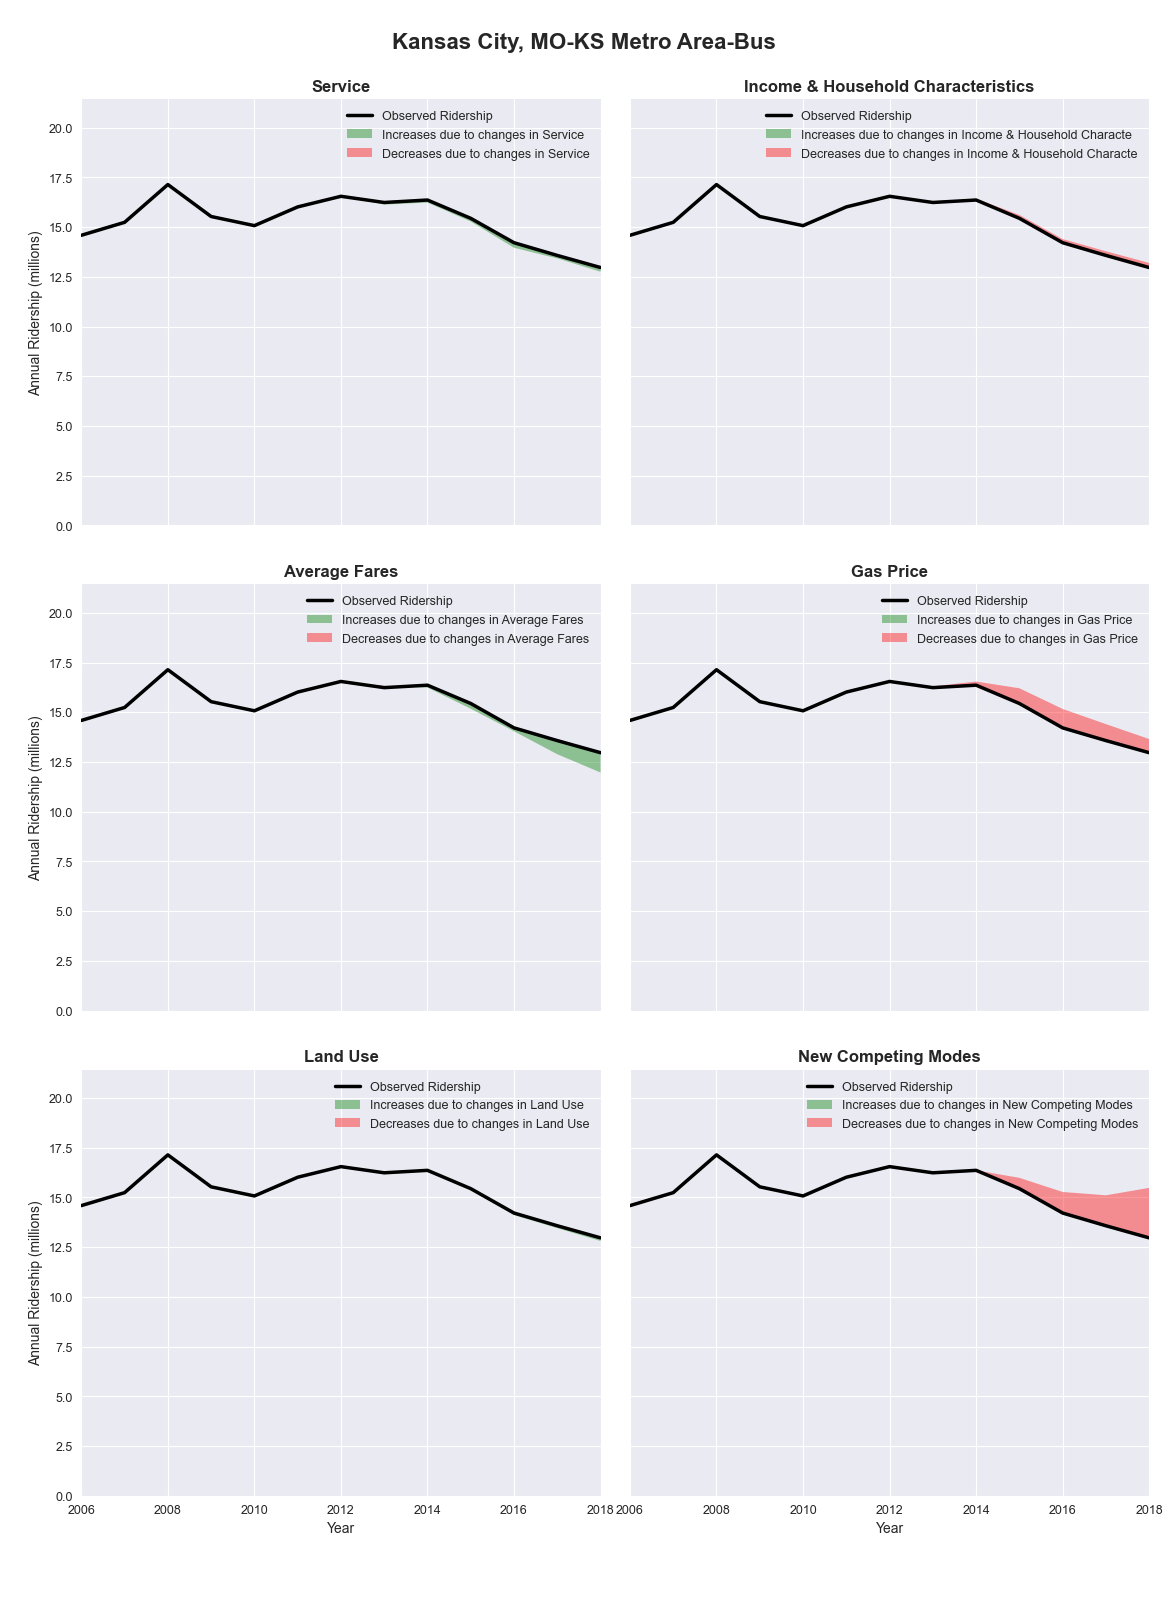 Kansas City, MO-KS Metro Area-Bus
Service
Observed Ridership
Increases due to changes in Service
Decreases due to changes in Service
20.0
17.5
15.0
12.5
10.0
7.5
5.0
2.5
0.0
Annual Ridership (millions)
Income & Household Characteristics
Observed Ridership
Increases due to changes in Income & Household Characte
Decreases due to changes in Income & Household Characte
Average Fares
Observed Ridership
Increases due to changes in Average Fares
Decreases due to changes in Average Fares
20.0
17.5
15.0
12.5
10.0
7.5
5.0
2.5
0.0
Annual Ridership (millions)
Gas Price
Observed Ridership
Increases due to changes in Gas Price
Decreases due to changes in Gas Price
Land Use
Observed Ridership
Increases due to changes in Land Use
Decreases due to changes in Land Use
20.0
17.5
15.0
12.5
10.0
7.5
5.0
2.5
0.0
Annual Ridership (millions)
2006 2008 2010 2012 2014 2016 2018
Year
New Competing Modes
Observed Ridership
Increases due to changes in New Competing Modes
Decreases due to changes in New Competing Modes
2006 2008 2010 2012 2014 2016 2018
Year